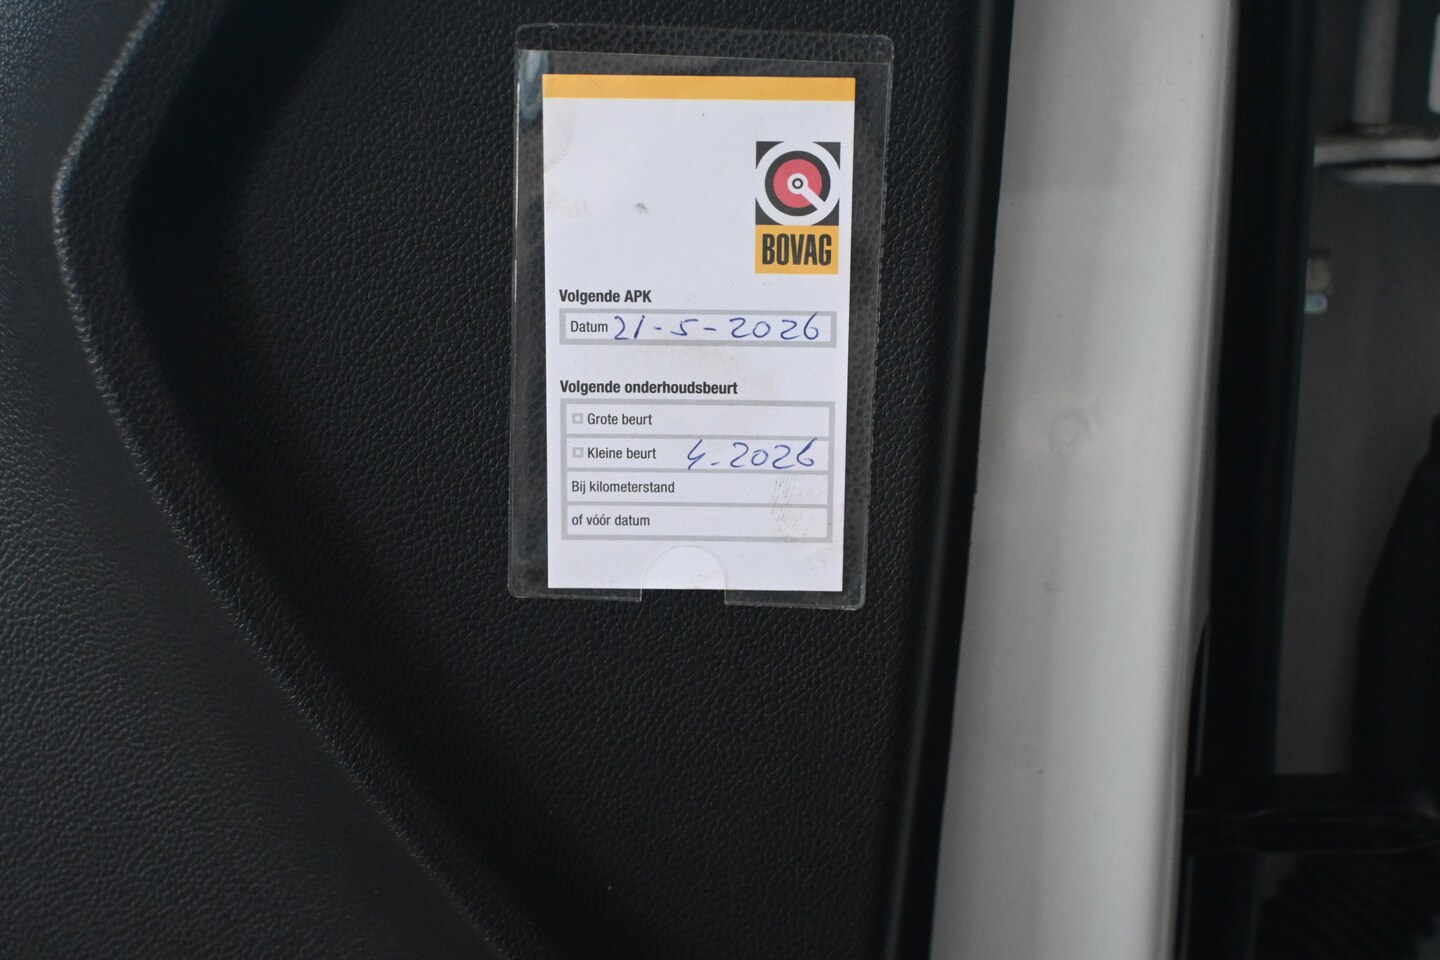 BOVAG
Volgende APK
Datum 21-5-2026
Volgende onderhoudsbeurt
Grote beurt
Kleine beurt 4-2026
Bij kilometerstand
of vóór datum